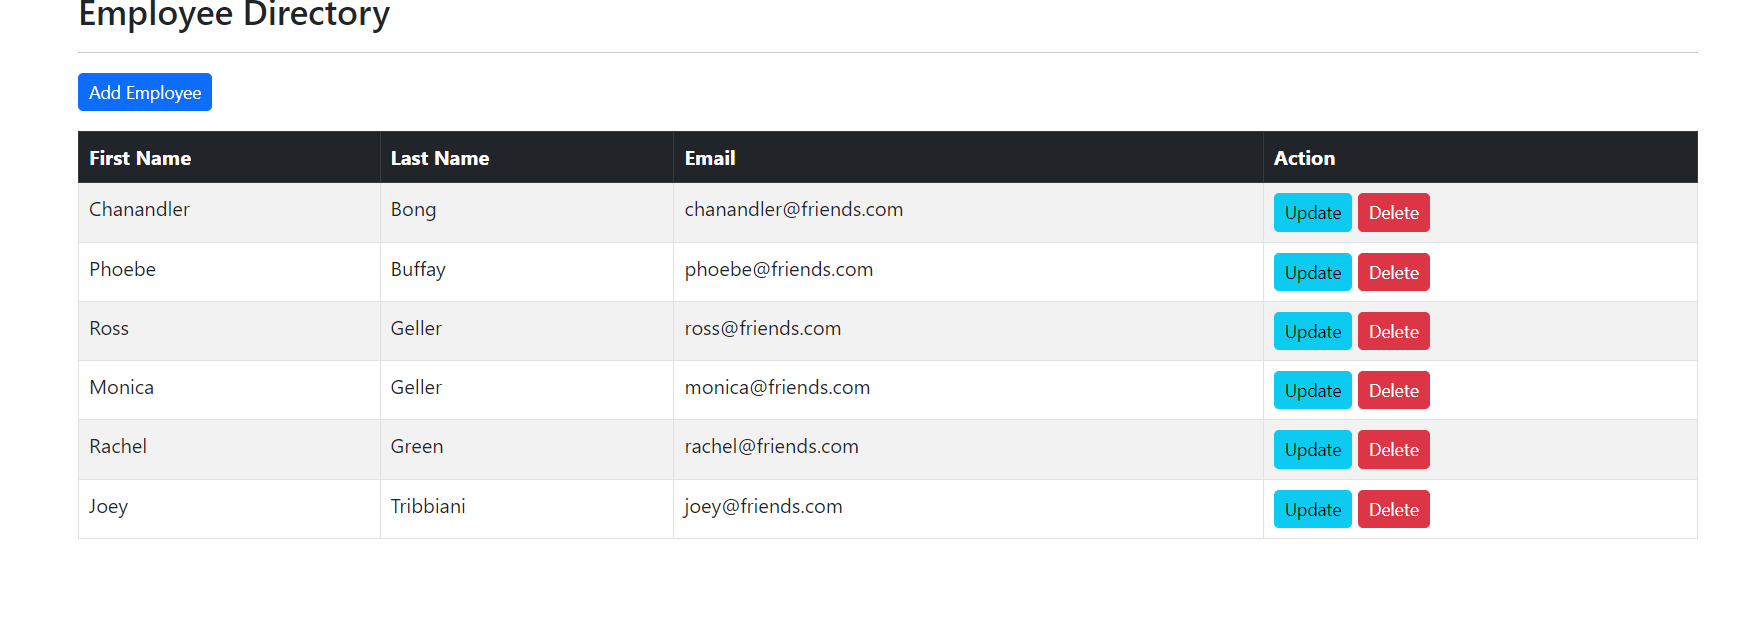 Employee Directory
Add Employee
First Name Last Name Email Action
Chanandler Bong chanandler@friends.com Update Delete
Phoebe Buffay phoebe@friends.com Update Delete
Ross Geller ross@friends.com Update Delete
Monica Geller monica@friends.com Update Delete
Rachel Green rachel@friends.com Update Delete
Joey Tribbiani joey@friends.com Update Delete